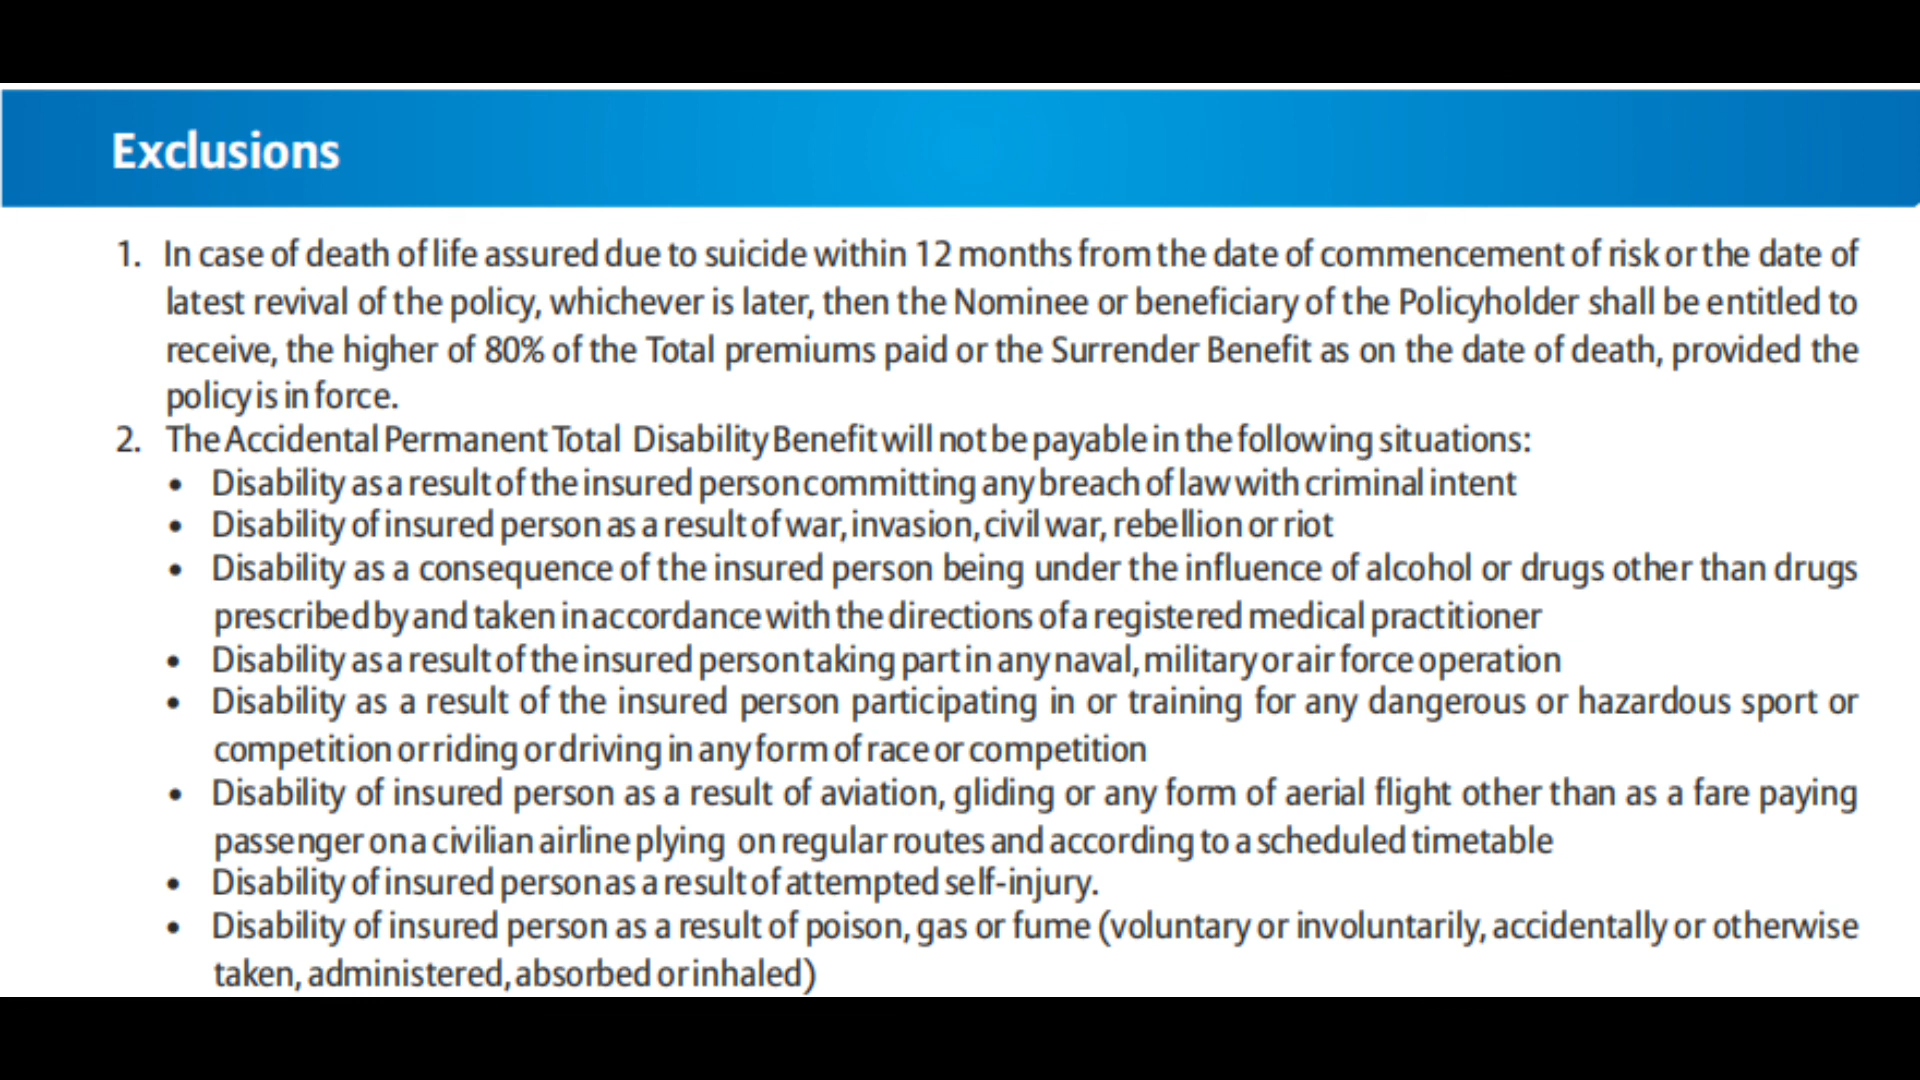 Exclusions
1. In case of death of life assured due to suicide within 12 months from the date of commencement of risk or the date of
latest revival of the policy, whichever is later, then the Nominee or beneficiary of the Policyholder shall be entitled to
receive, the higher of 80% of the Total premiums paid or the Surrender Benefit as on the date of death, provided the
policy is in force.
2. The Accidental Permanent Total Disability Benefit will not be payable in the following situations:
• Disability as a result of the insured person committing any breach of law with criminal intent
• Disability of insured person as a result of war, invasion, civil war, rebellion or riot
• Disability as a consequence of the insured person being under the influence of alcohol or drugs other than drugs
prescribed by and taken in accordance with the directions of a registered medical practitioner
• Disability as a result of the insured person taking part in any naval, military or air force operation
• Disability as a result of the insured person participating in or training for any dangerous or hazardous sport or
competition or riding or driving in any form of race or competition
• Disability of insured person as a result of aviation, gliding or any form of aerial flight other than as a fare paying
passenger on a civilian airline plying on regular routes and according to a scheduled timetable
• Disability of insured person as a result of attempted self-injury.
• Disability of insured person as a result of poison, gas or fume (voluntary or involuntarily, accidentally or otherwise
taken, administered, absorbed or inhaled)